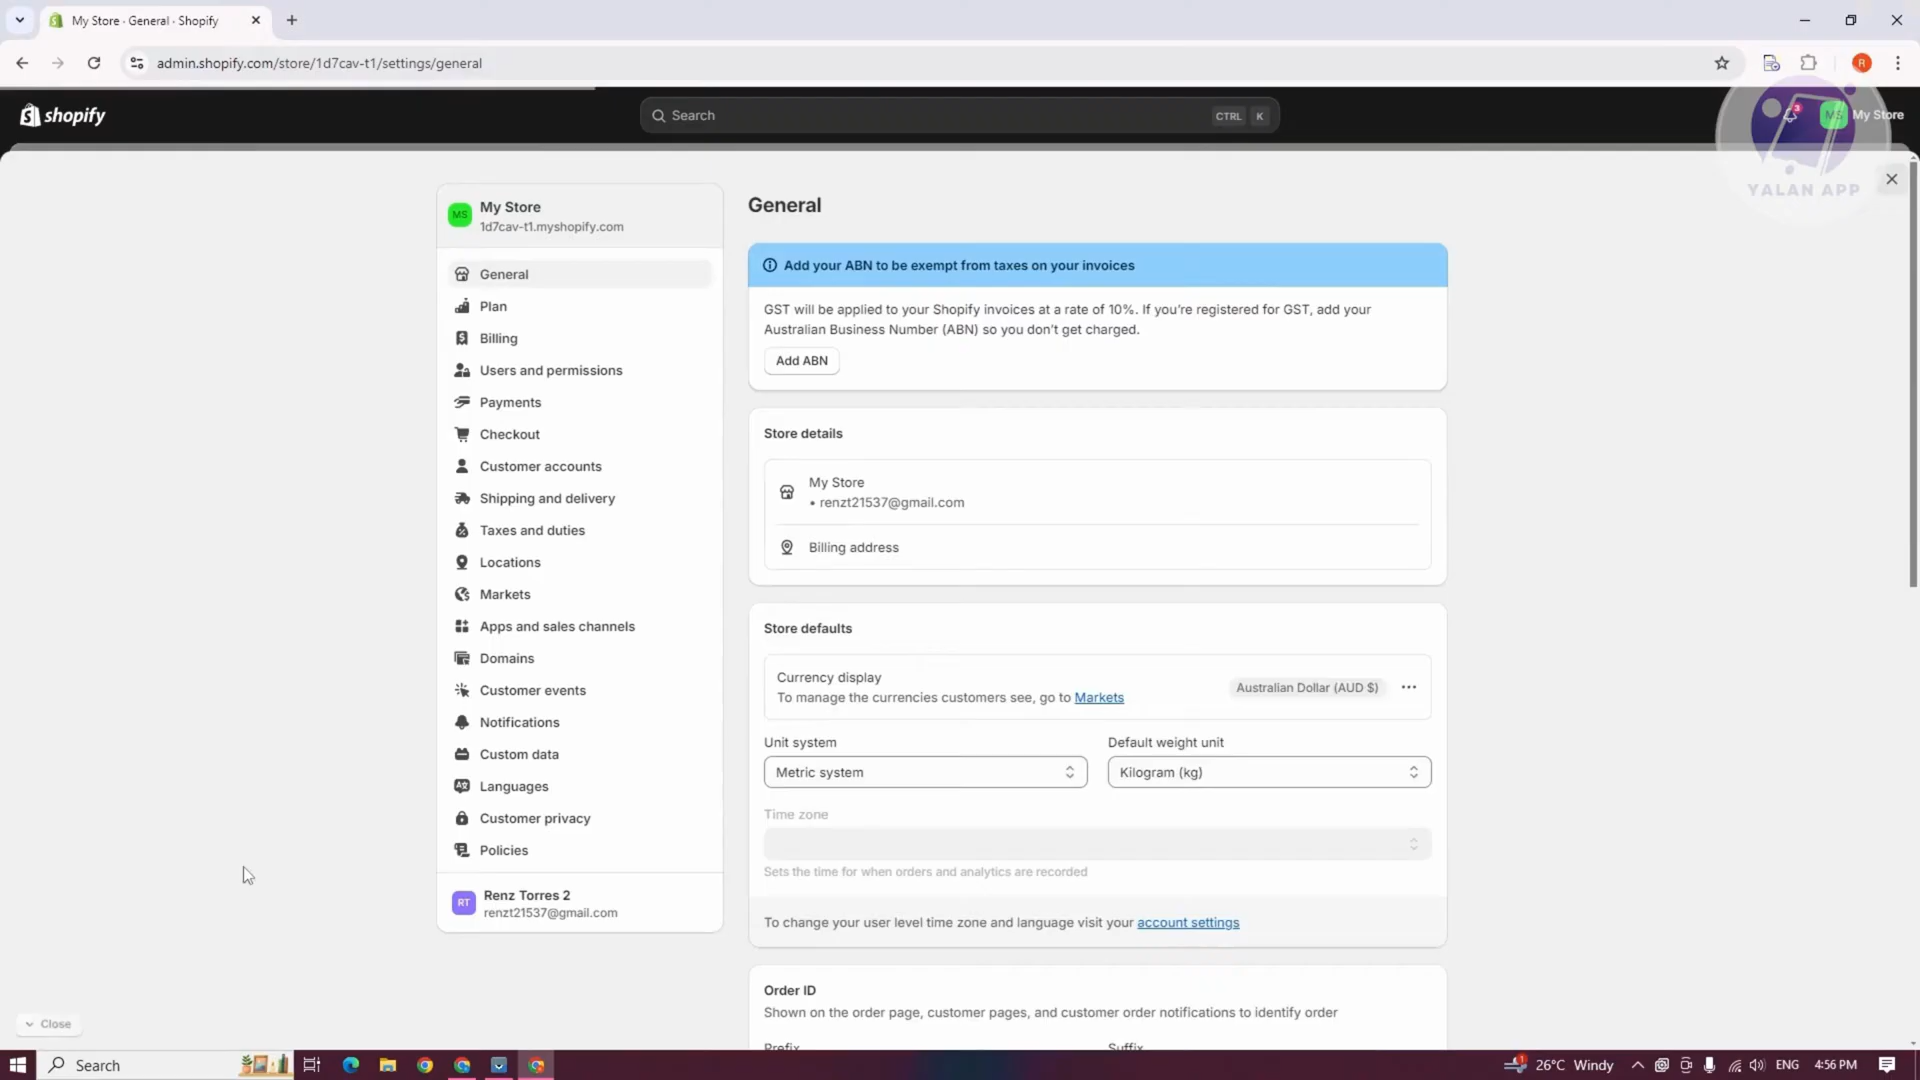 My Store · General · Shopify
admin.shopify.com/store/1d7cav-t1/settings/general
R
shopify
Search
CTRL K
3
MS
My Store
YALAN APP
MS
My Store
1d7cav-t1.myshopify.com
General
Plan
Billing
Users and permissions
Payments
Checkout
Customer accounts
Shipping and delivery
Taxes and duties
Locations
Markets
Apps and sales channels
Domains
Customer events
Notifications
Custom data
Languages
Customer privacy
Policies
RT
Renz Torres 2
renzt21537@gmail.com
General
Add your ABN to be exempt from taxes on your invoices
GST will be applied to your Shopify invoices at a rate of 10%. If you're registered for GST, add your
Australian Business Number (ABN) so you don't get charged.
Add ABN
Store details
My Store
• renzt21537@gmail.com
Billing address
Store defaults
Currency display
To manage the currencies customers see, go to Markets
Australian Dollar (AUD $)
Unit system
Default weight unit
Metric system
Kilogram (kg)
Time zone
Sets the time for when orders and analytics are recorded
To change your user level time zone and language visit your account settings
Order ID
Shown on the order page, customer pages, and customer order notifications to identify order
Prefix
Suffix
Close
Search
1
26°C Windy
ENG
4:56 PM